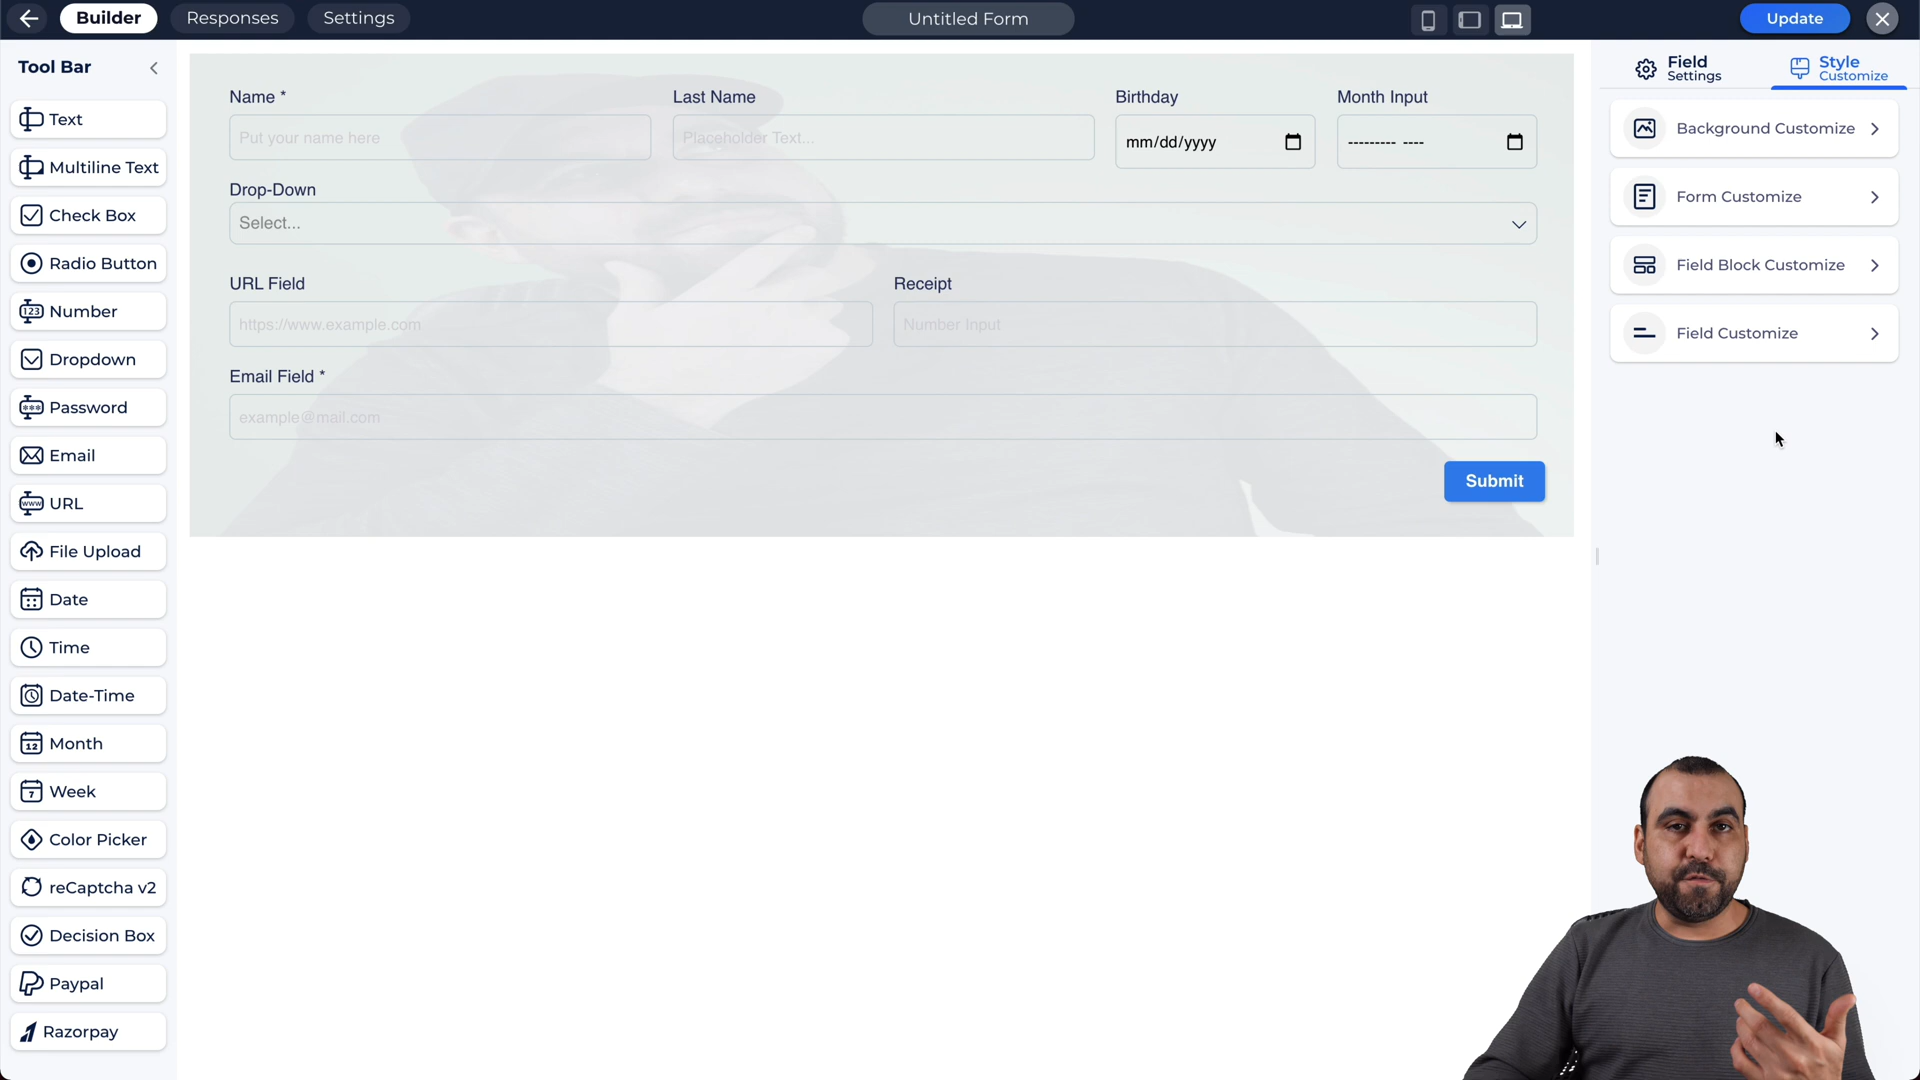 Builder
Responses
Settings
Untitled Form
Update
Tool Bar
Text
Multiline Text
Check Box
Radio Button
123 Number
Dropdown
Password
Email
www URL
File Upload
Date
Time
Date-Time
12 Month
7 Week
Color Picker
reCaptcha v2
Decision Box
Paypal
Razorpay
Name *
Last Name
Birthday
Month Input
Put your name here
Placeholder Text...
mm/dd/yyyy
--------- ----
Drop-Down
Select...
URL Field
Receipt
https://www.example.com
Number Input
Email Field *
example@mail.com
Submit
Field
Settings
Style
Customize
Background Customize
Form Customize
Field Block Customize
Field Customize